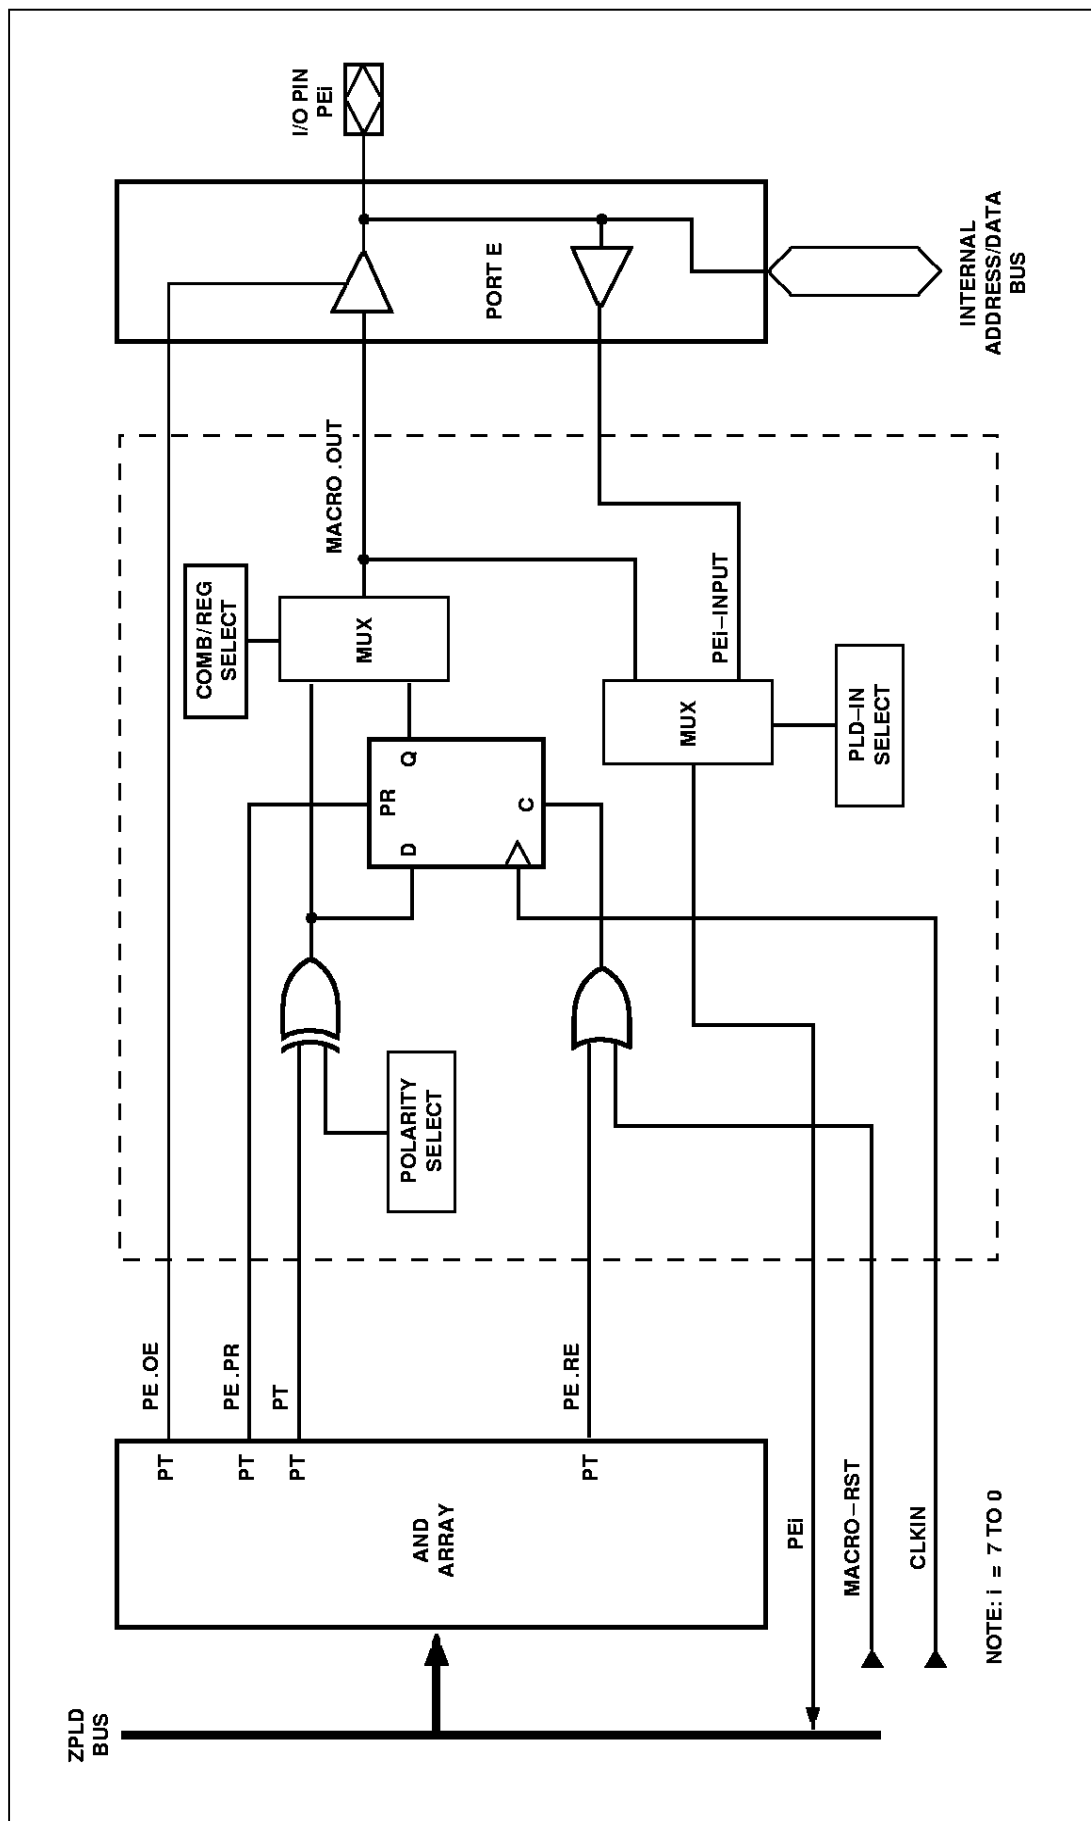 ZPLD
BUS
AND
ARRAY
PT
PT
PT
PT
PE.OE
PE.PR
PT
PE.RE
PEi
MACRO-RST
CLKIN
NOTE: i = 7 TO 0
POLARITY
SELECT
D
PR
Q
C
COMB/REG
SELECT
MUX
MUX
PLD-IN
SELECT
MACRO.OUT
PEi-INPUT
PORT E
I/O PIN
PEi
INTERNAL
ADDRESS/DATA
BUS